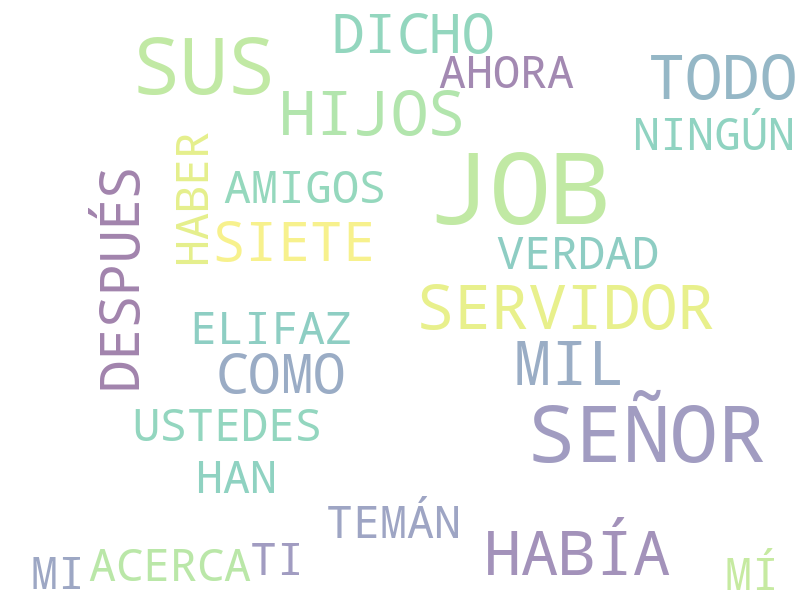 DICHO
SUS
AHORA
TODO
HIJOS
NINGÚN
HABER
JOB
AMIGOS
DESPUÉS
SIETE
VERDAD
SERVIDOR
ELIFAZ
MIL
COMO
SEÑOR
USTEDES
HAN
TEMÁN
HABÍA
TI
ACERCA
MI
MÍ